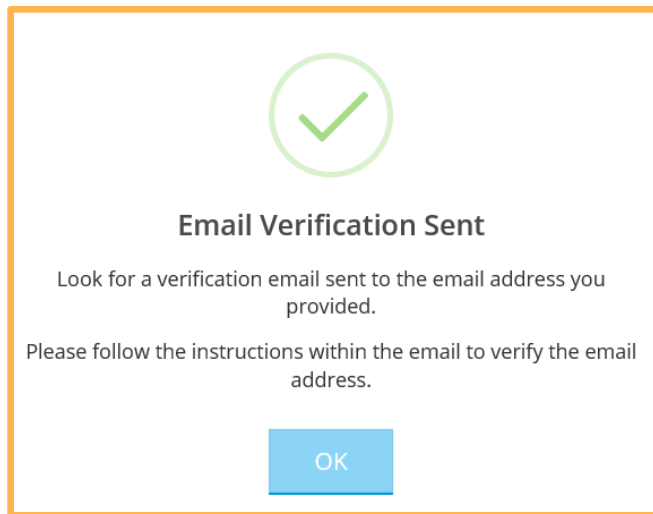 Email Verification Sent
Look for a verification email sent to the email address you
provided.
Please follow the instructions within the email to verify the email
address.
OK